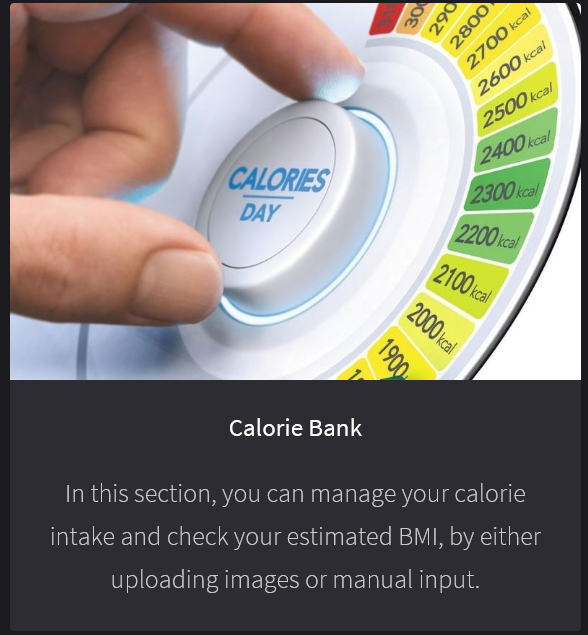 300
290
2800 kcal
2700 kcal
2600 kcal
2500 kcal
2400 kcal
2300 kcal
2200 kcal
2100 kcal
2000 kcal
1900
CALORIES
DAY
Calorie Bank
In this section, you can manage your calorie
intake and check your estimated BMI, by either
uploading images or manual input.